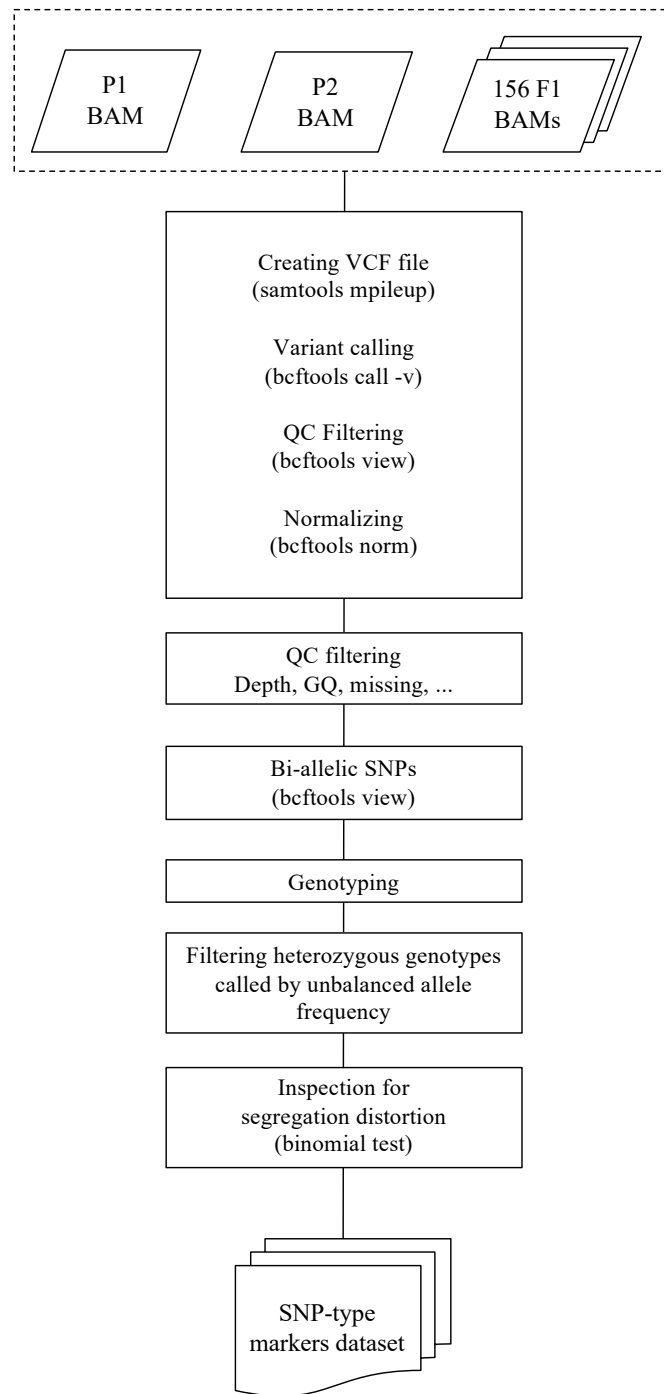 P1
BAM
P2
BAM
156 F1
BAMs
Creating VCF file
(samtools mpileup)
Variant calling
(bcftools call -v)
QC Filtering
(bcftools view)
Normalizing
(bcftools norm)
QC filtering
Depth, GQ, missing, ...
Bi-allelic SNPs
(bcftools view)
Genotyping
Filtering heterozygous genotypes
called by unbalanced allele
frequency
Inspection for
segregation distortion
(binomial test)
SNP-type
markers dataset